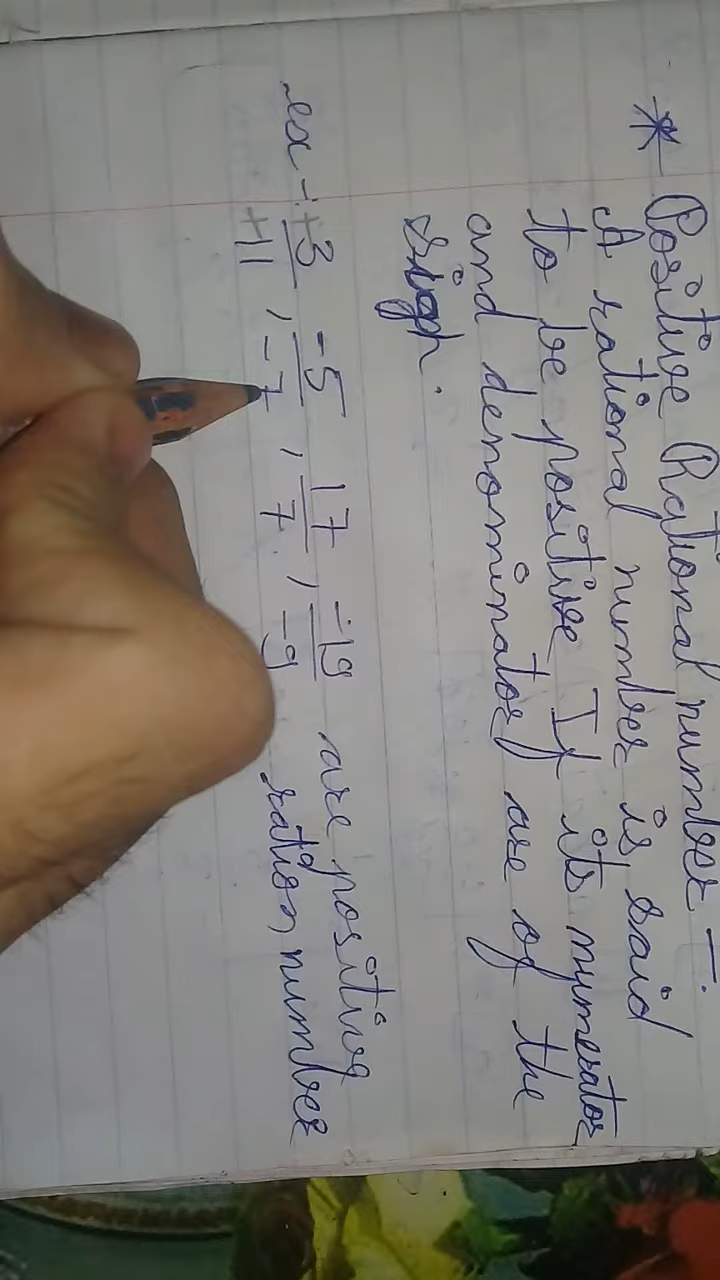 * Positive Rational number -:
A rational number is said
to be positive If its numerator
and denominator are of the
sign.
ex -: +3/+11 , -5/-7 , 17/7 , -19/-9 are positive
ration number